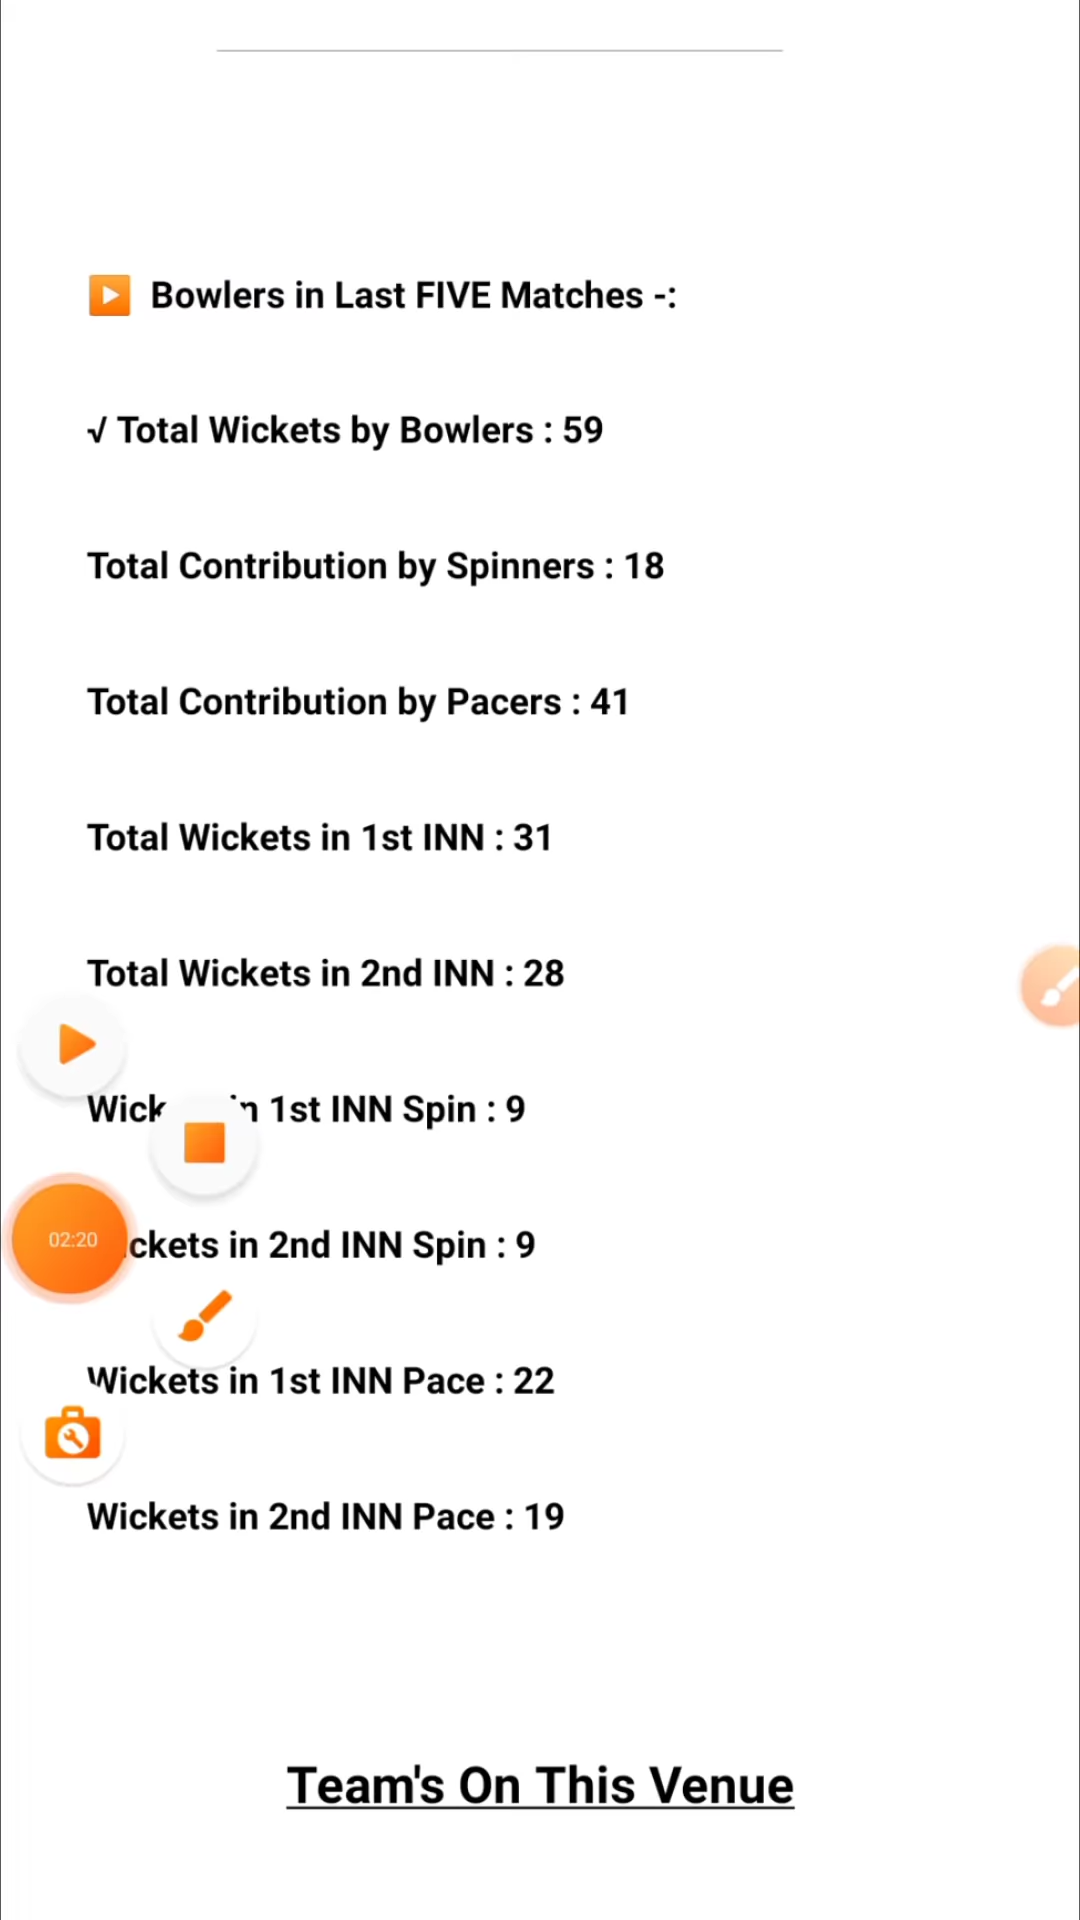 Bowlers in Last FIVE Matches -:
√ Total Wickets by Bowlers : 59
Total Contribution by Spinners : 18
Total Contribution by Pacers : 41
Total Wickets in 1st INN : 31
Total Wickets in 2nd INN : 28
1st INN Spin : 9
02:20
in 2nd INN Spin : 9
Wickets in 1st INN Pace : 22
Wickets in 2nd INN Pace : 19
Team's On This Venue